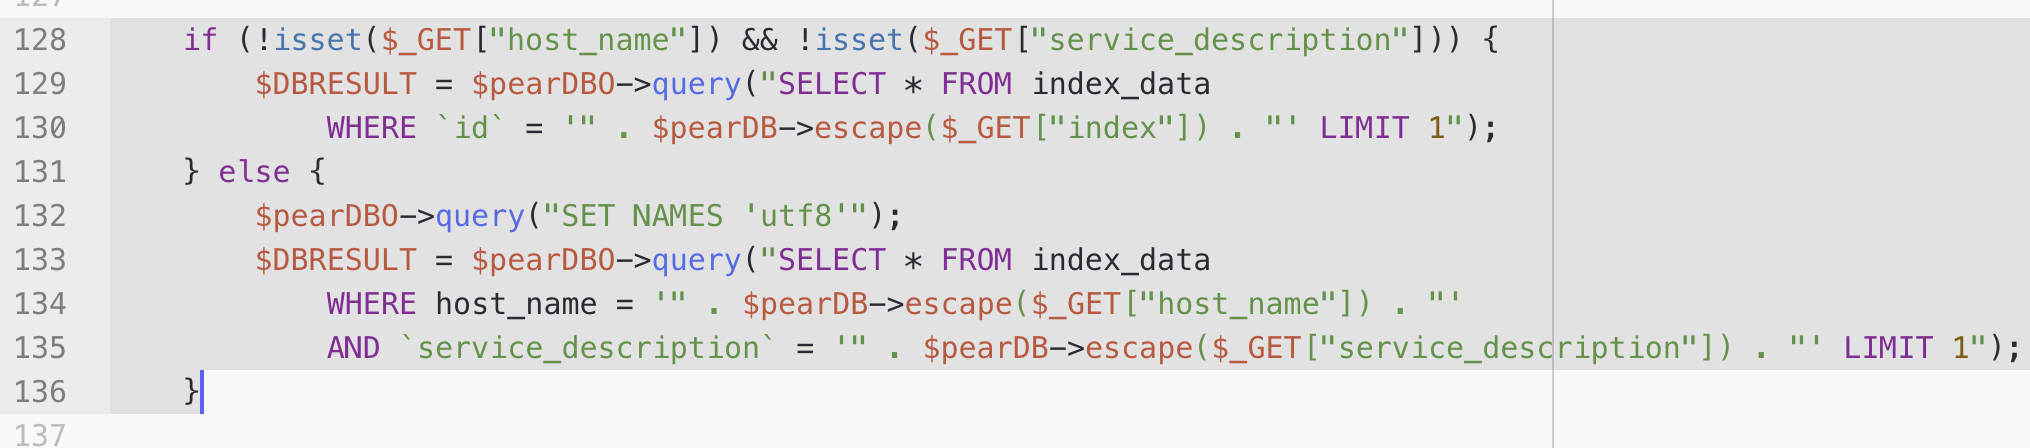 127
128 if (!isset($_GET["host_name"]) && !isset($_GET["service_description"])) {
129 $DBRESULT = $pearDBO->query("SELECT * FROM index_data
130 WHERE `id` = '" . $pearDB->escape($_GET["index"]) . "' LIMIT 1");
131 } else {
132 $pearDBO->query("SET NAMES 'utf8'");
133 $DBRESULT = $pearDBO->query("SELECT * FROM index_data
134 WHERE host_name = '" . $pearDB->escape($_GET["host_name"]) . "'
135 AND `service_description` = '" . $pearDB->escape($_GET["service_description"]) . "' LIMIT 1");
136 }
137